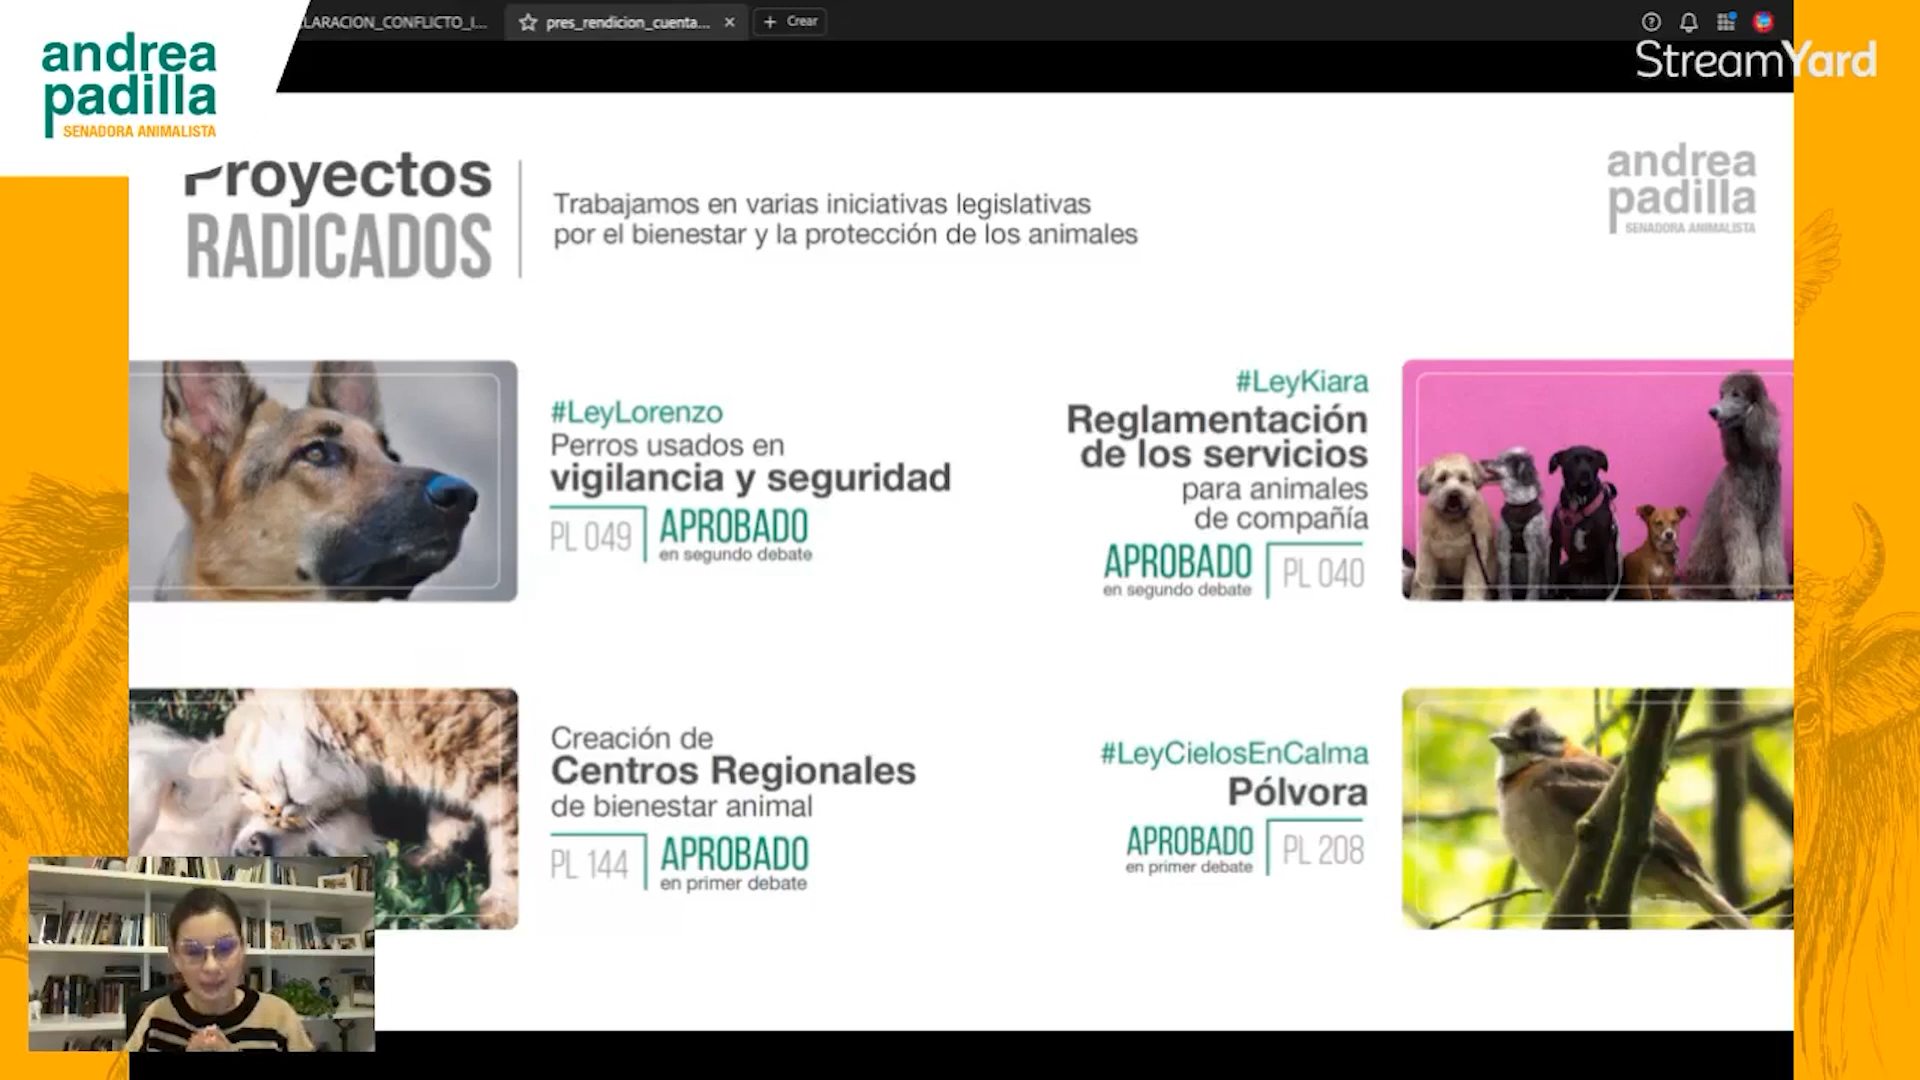 andrea
padilla
SENADORA ANIMALISTA
LARACION_CONFLICTO_I...
pres_rendicion_cuenta...
+ Crear
StreamYard
Proyectos
RADICADOS
Trabajamos en varias iniciativas legislativas
por el bienestar y la protección de los animales
andrea
padilla
SENADORA ANIMALISTA
#LeyLorenzo
Perros usados en
vigilancia y seguridad
PL 049
APROBADO
en segundo debate
#LeyKiara
Reglamentación
de los servicios
para animales
de compañía
APROBADO
en segundo debate
PL 040
Creación de
Centros Regionales
de bienestar animal
PL 144
APROBADO
en primer debate
#LeyCielosEnCalma
Pólvora
APROBADO
en primer debate
PL 208